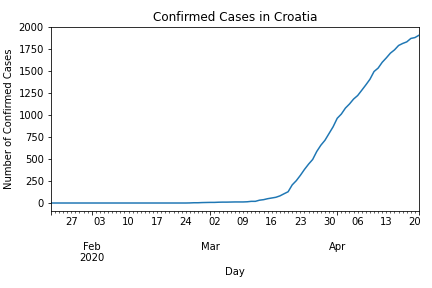 Confirmed Cases in Croatia
Number of Confirmed Cases
2000
1750
1500
1250
1000
750
500
250
0
27 03 10 17 24 02 09 16 23 30 06 13 20
Feb Mar Apr
2020
Day